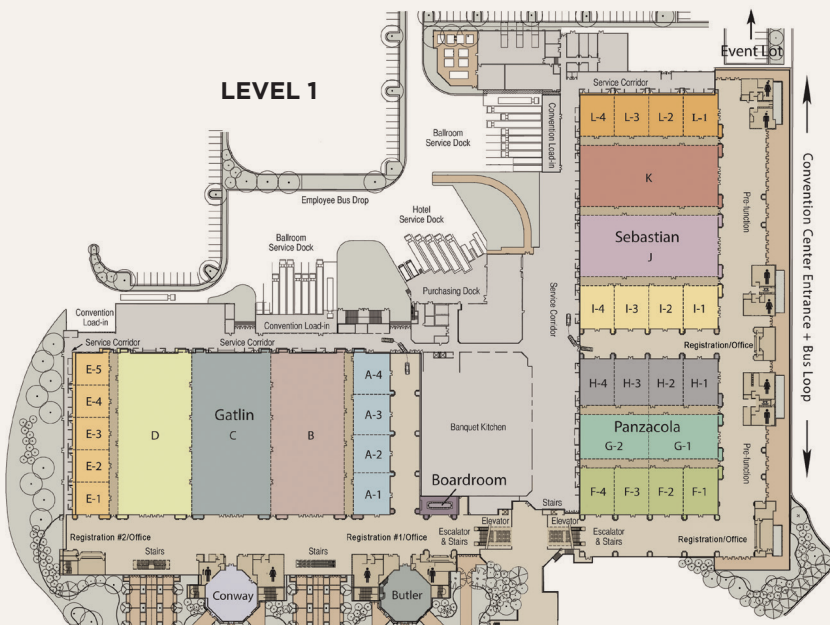 Event Lot
LEVEL 1
Service Corridor
L-4
L-3
L-2
L-1
Ballroom
Service Dock
Convention Load-in
K
Employee Bus Drop
Pre-function
Convention Center Entrance + Bus Loop
Hotel
Service Dock
Sebastian
J
Ballroom
Service Dock
Purchasing Dock
Service Corridor
I-4
I-3
I-2
I-1
Convention
Load-in
Convention Load-in
Registration/Office
Service Corridor
Service Corridor
E-5
E-4
E-3
E-2
E-1
D
Gatlin
C
B
A-4
A-3
A-2
A-1
Banquet Kitchen
H-4
H-3
H-2
H-1
Panzacola
G-2
G-1
Pre-function
Boardroom
F-4
F-3
F-2
F-1
Stairs
Registration #2/Office
Registration #1/Office
Elevator
Elevator
Escalator
& Stairs
Escalator
& Stairs
Registration/Office
Stairs
Stairs
Conway
Butler